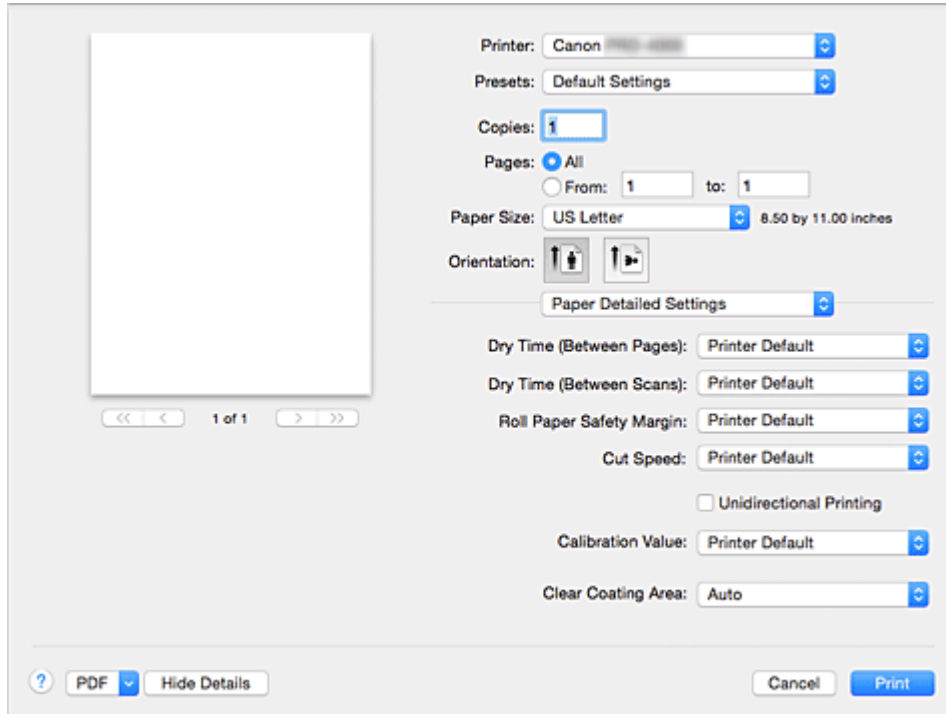 Printer: Canon
Presets: Default Settings
Copies: 1
Pages: All
From: 1 to: 1
Paper Size: US Letter 8.50 by 11.00 inches
Orientation:
Paper Detailed Settings
Dry Time (Between Pages): Printer Default
Dry Time (Between Scans): Printer Default
<< < 1 of 1 > >>
Roll Paper Safety Margin: Printer Default
Cut Speed: Printer Default
Unidirectional Printing
Calibration Value: Printer Default
Clear Coating Area: Auto
? PDF Hide Details Cancel Print